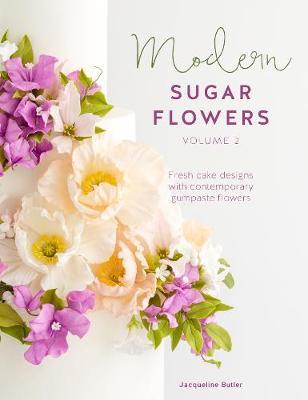 Modern
SUGAR
FLOWERS
VOLUME 2
Fresh cake designs
with contemporary
gumpaste flowers
Jacqueline Butler